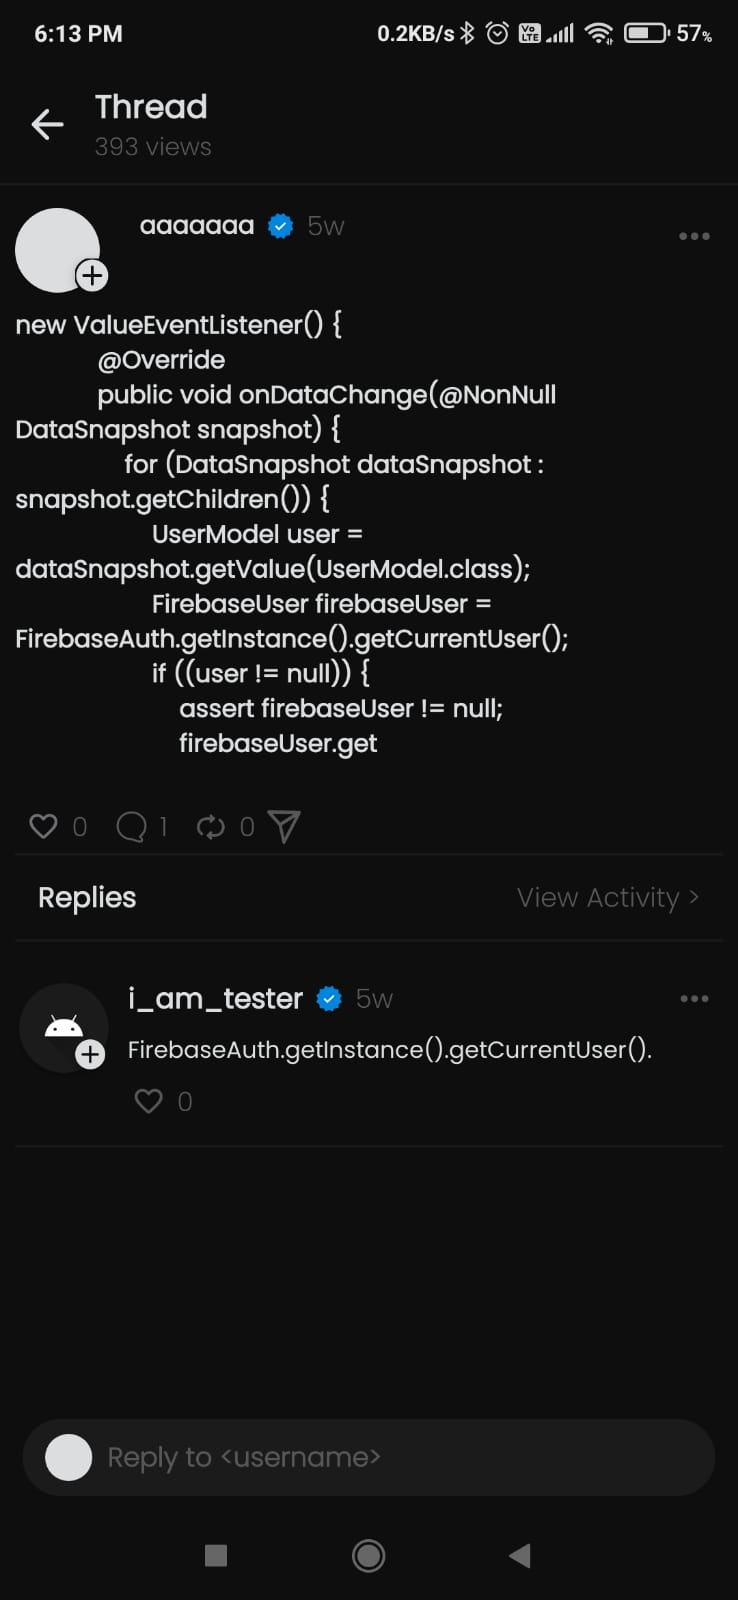 6:13 PM 0.2KB/s Vo LTE 57%
Thread
393 views
aaaaaaa 5w
new ValueEventListener() {
@Override
public void onDataChange(@NonNull
DataSnapshot snapshot) {
for (DataSnapshot dataSnapshot :
snapshot.getChildren()) {
UserModel user =
dataSnapshot.getValue(UserModel.class);
FirebaseUser firebaseUser =
FirebaseAuth.getInstance().getCurrentUser();
if ((user != null)) {
assert firebaseUser != null;
firebaseUser.get
0 1 0
Replies View Activity >
i_am_tester 5w
FirebaseAuth.getInstance().getCurrentUser().
0
Reply to <username>